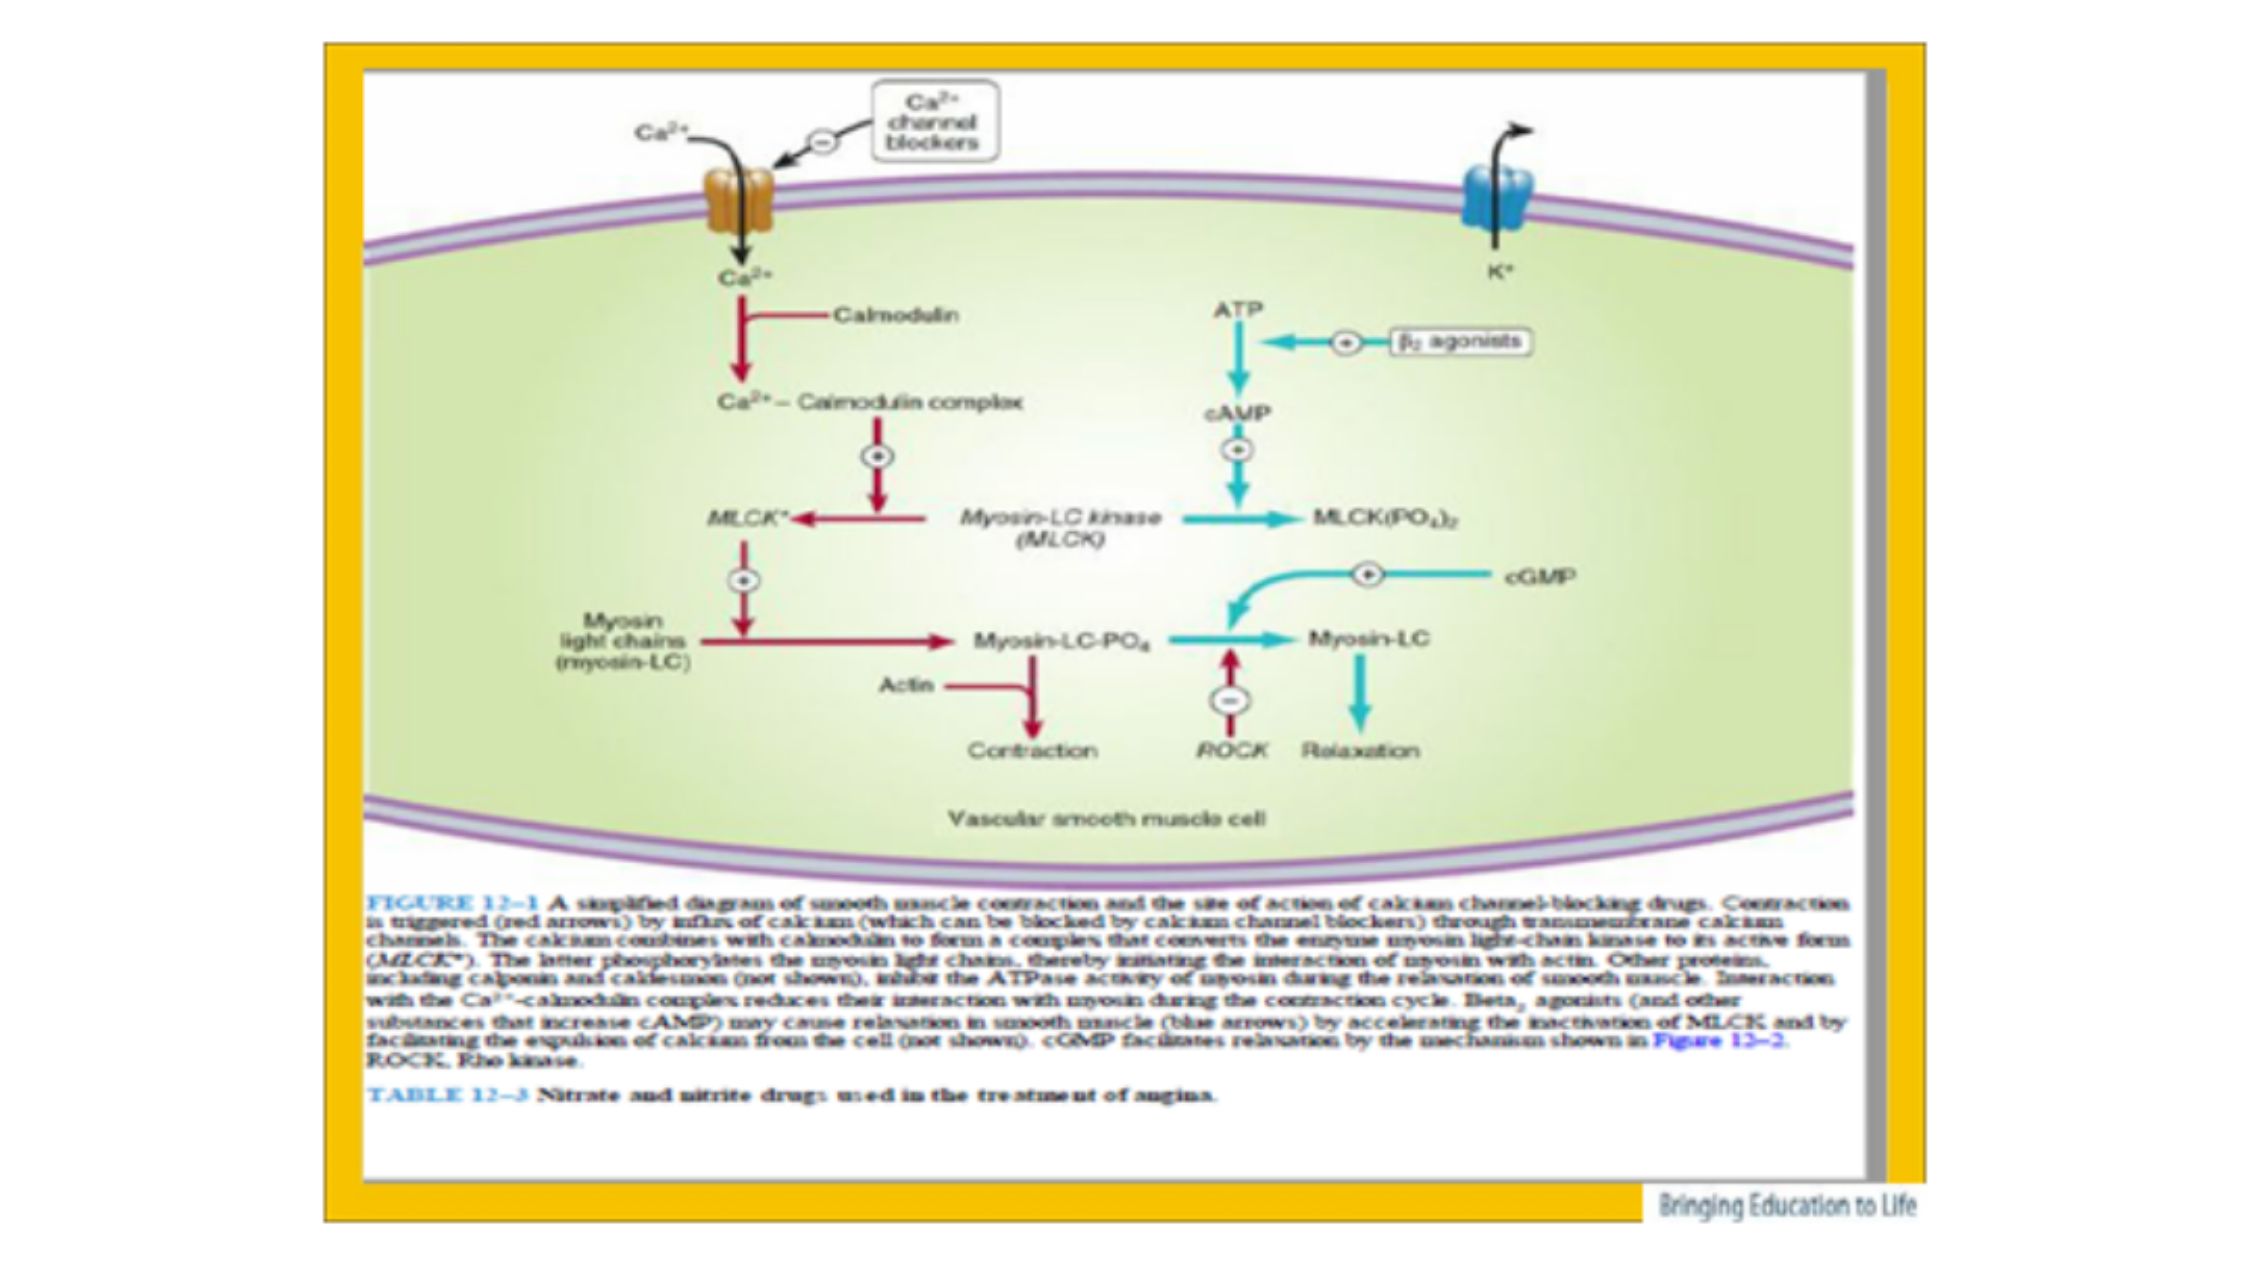 Ca²⁺
channel
blockers
Ca²⁺
Ca²⁺
K⁺
Calmodulin
ATP
β₂ agonists
Ca²⁺ – Calmodulin complex
cAMP
MLCK*
Myosin-LC kinase
(MLCK)
MLCK(PO₄)₂
cGMP
Myosin
light chains
(myosin-LC)
Myosin-LC-PO₄
Myosin-LC
Actin
Contraction
ROCK
Relaxation
Vascular smooth muscle cell
FIGURE 12–1 A simplified diagram of smooth muscle contraction and the site of action of calcium channel-blocking drugs. Contraction
is triggered (red arrows) by influx of calcium (which can be blocked by calcium channel blockers) through transmembrane calcium
channels. The calcium combines with calmodulin to form a complex that converts the enzyme myosin light-chain kinase to its active form
(MLCK*). The latter phosphorylates the myosin light chains, thereby initiating the interaction of myosin with actin. Other proteins,
including calponin and caldesmon (not shown), inhibit the ATPase activity of myosin during the relaxation of smooth muscle. Interaction
with the Ca²⁺-calmodulin complex reduces their interaction with myosin during the contraction cycle. Beta₂ agonists (and other
substances that increase cAMP) may cause relaxation in smooth muscle (blue arrows) by accelerating the inactivation of MLCK and by
facilitating the expulsion of calcium from the cell (not shown). cGMP facilitates relaxation by the mechanism shown in Figure 12–2.
ROCK, Rho kinase.
TABLE 12–3 Nitrate and nitrite drugs used in the treatment of angina.
Bringing Education to Life